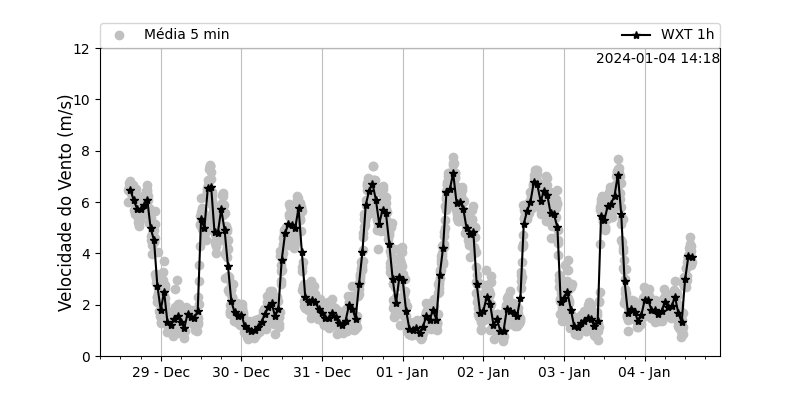 Média 5 min
WXT 1h
2024-01-04 14:18
Velocidade do Vento (m/s)
12
10
8
6
4
2
0
29 - Dec
30 - Dec
31 - Dec
01 - Jan
02 - Jan
03 - Jan
04 - Jan